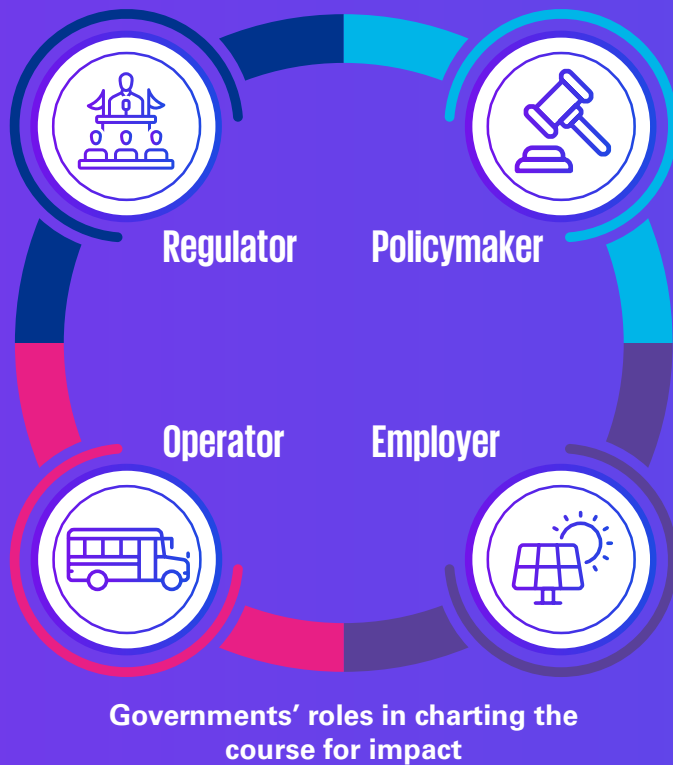 Regulator
Policymaker
Operator
Employer
Governments’ roles in charting the
course for impact